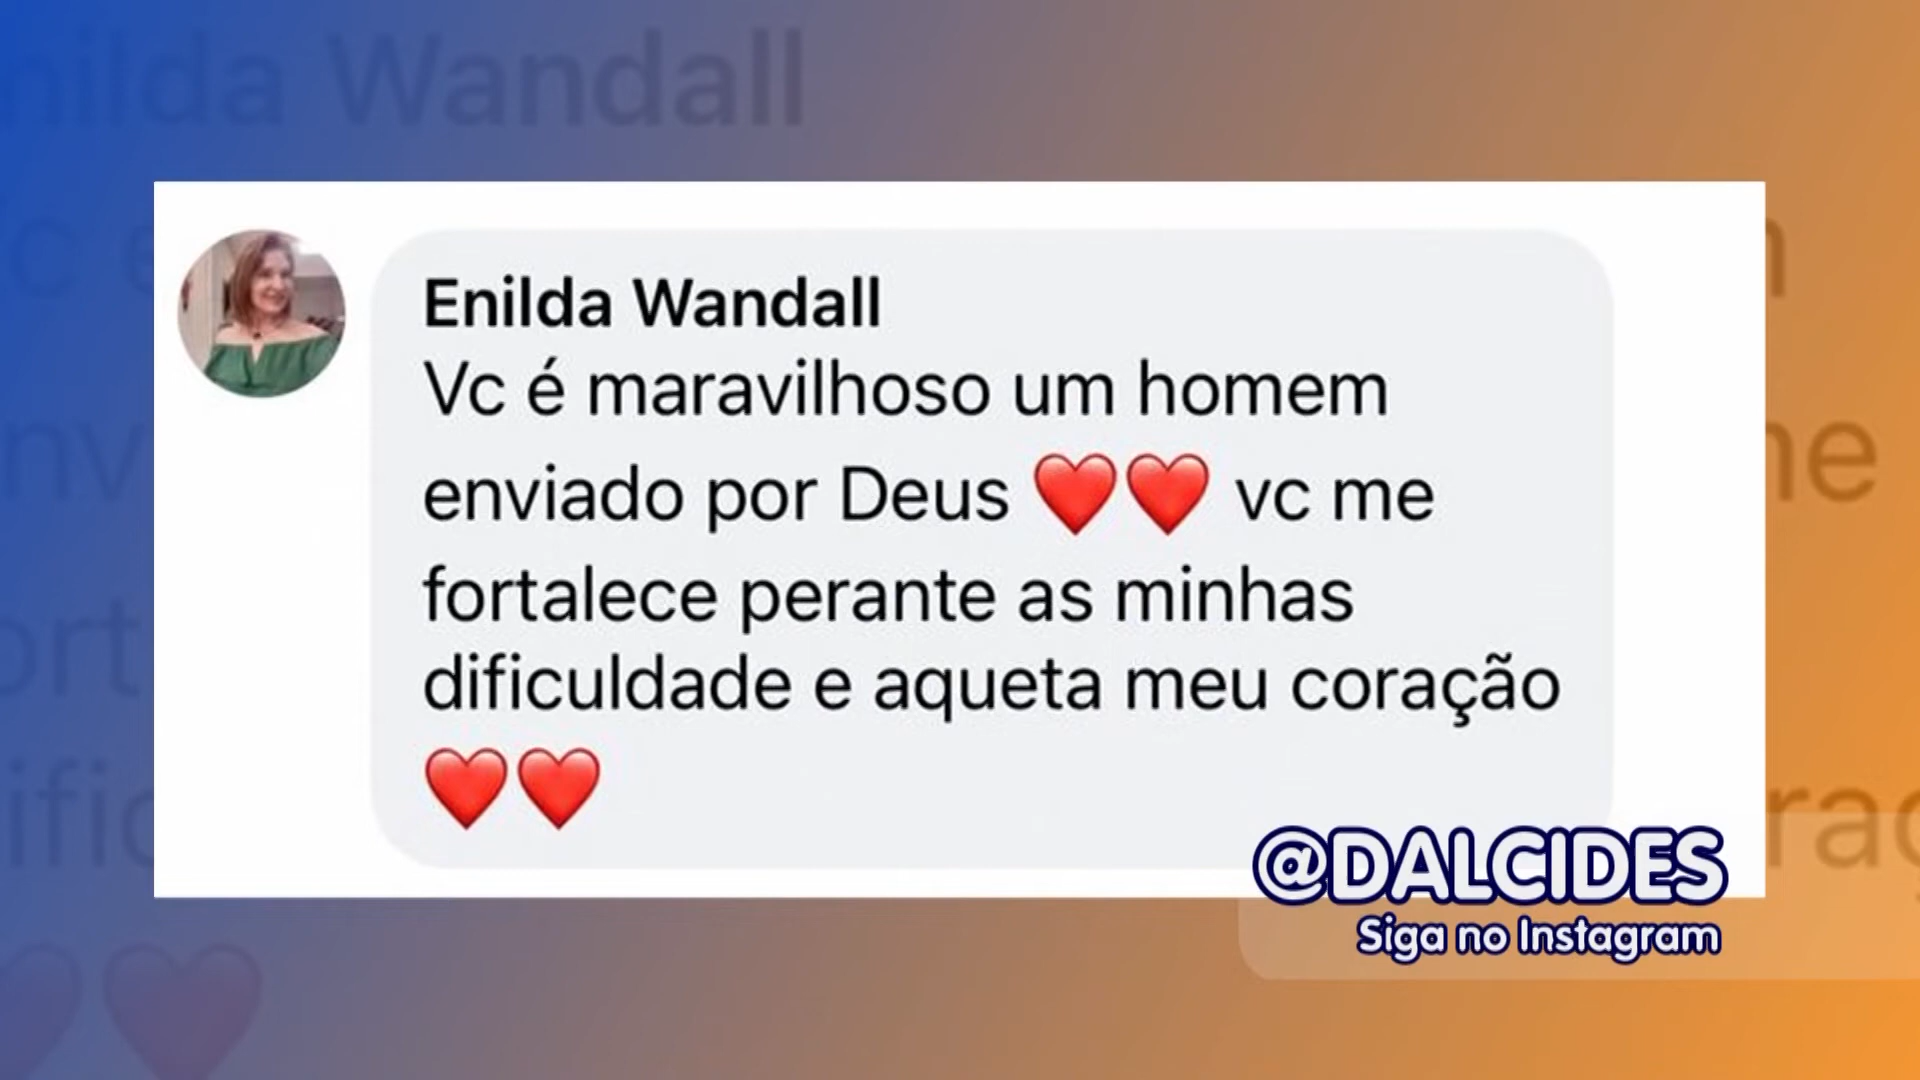 Enilda Wandall
Vc é maravilhoso um homem
enviado por Deus ❤️❤️ vc me
fortalece perante as minhas
dificuldade e aqueta meu coração
❤️❤️
@DALCIDES
Siga no Instagram